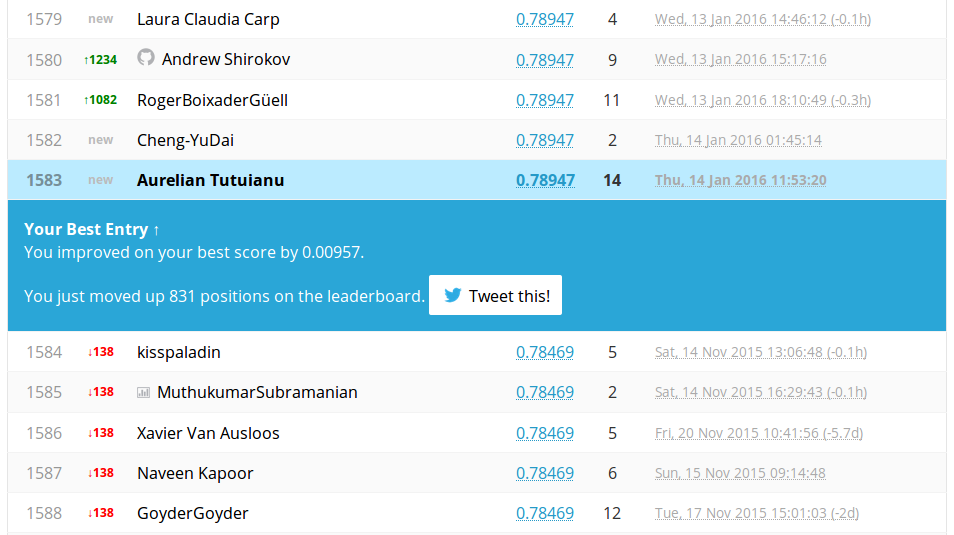 1579 new Laura Claudia Carp 0.78947 4 Wed, 13 Jan 2016 14:46:12 (-0.1h)
1580 ↑1234 Andrew Shirokov 0.78947 9 Wed, 13 Jan 2016 15:17:16
1581 ↑1082 RogerBoixaderGüell 0.78947 11 Wed, 13 Jan 2016 18:10:49 (-0.3h)
1582 new Cheng-YuDai 0.78947 2 Thu, 14 Jan 2016 01:45:14
1583 new Aurelian Tutuianu 0.78947 14 Thu, 14 Jan 2016 11:53:20
Your Best Entry ↑
You improved on your best score by 0.00957.
You just moved up 831 positions on the leaderboard. Tweet this!
1584 ↓138 kisspaladin 0.78469 5 Sat, 14 Nov 2015 13:06:48 (-0.1h)
1585 ↓138 MuthukumarSubramanian 0.78469 2 Sat, 14 Nov 2015 16:29:43 (-0.1h)
1586 ↓138 Xavier Van Ausloos 0.78469 5 Fri, 20 Nov 2015 10:41:56 (-5.7d)
1587 ↓138 Naveen Kapoor 0.78469 6 Sun, 15 Nov 2015 09:14:48
1588 ↓138 GoyderGoyder 0.78469 12 Tue, 17 Nov 2015 15:01:03 (-2d)